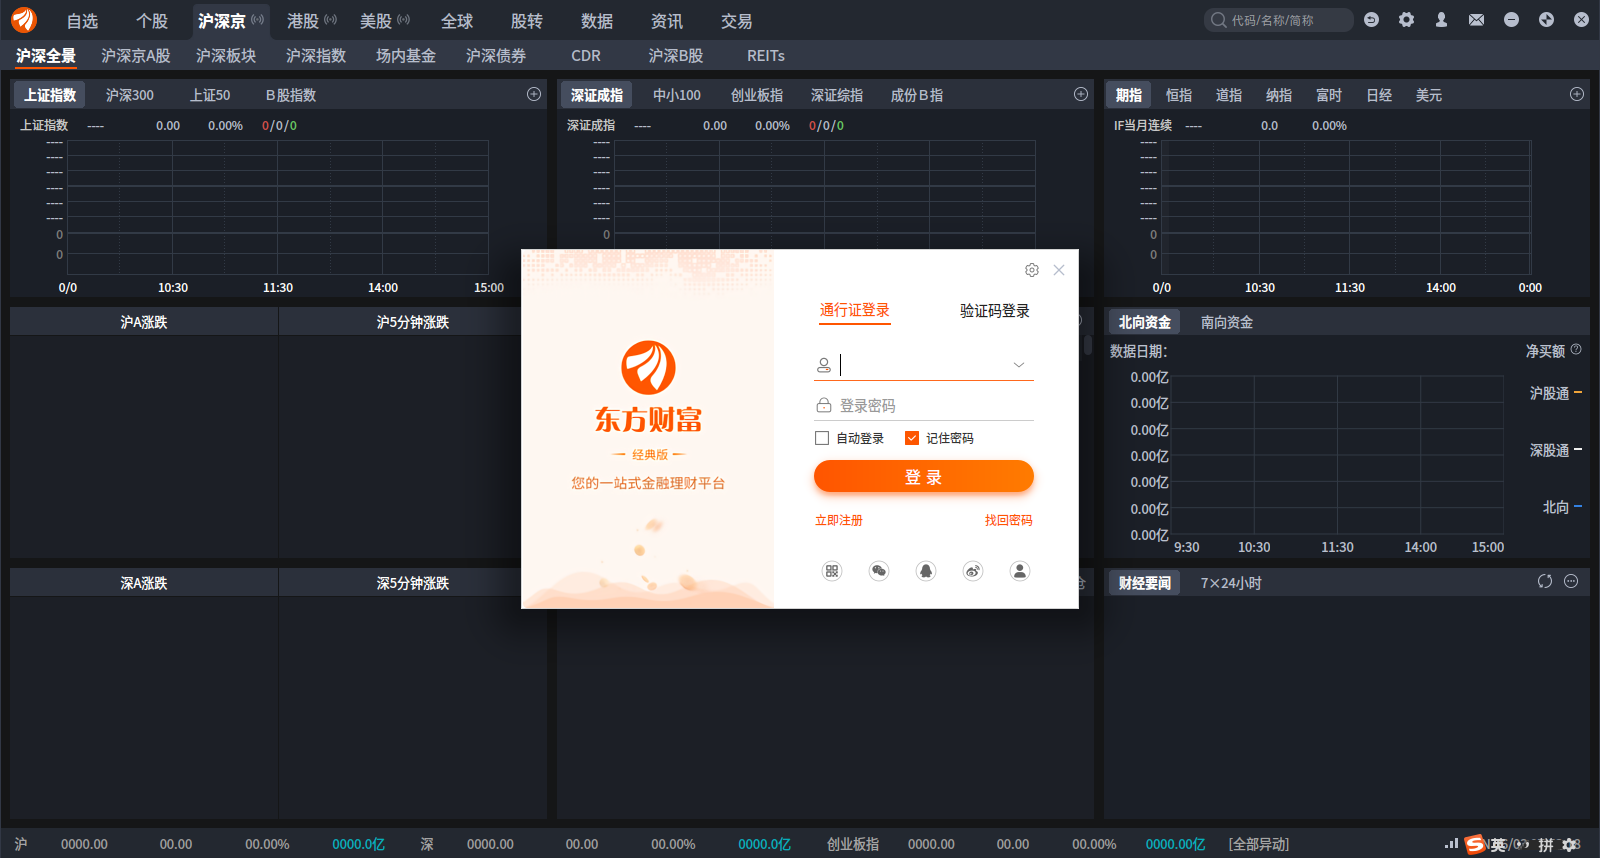 自选 个股 沪深京 港股 美股 全球 股转 数据 资讯 交易 代码/名称/简称
沪深全景 沪深京A股 沪深板块 沪深指数 场内基金 沪深债券 CDR 沪深B股 REITs
上证指数 沪深300 上证50 B股指数 深证成指 中小100 创业板指 深证综指 成份B指 期指 恒指 道指 纳指 富时 日经 美元
上证指数 ---- 0.00 0.00% 0/0/0 深证成指 ---- 0.00 0.00% 0/0/0 IF当月连续 ---- 0.0 0.00%
---- ---- ----
---- ---- ----
---- ---- ----
---- ---- ----
---- ---- ----
---- ---- ----
0 0 0
0 0
0/0 10:30 11:30 14:00 15:00 0/0 10:30 11:30 14:00 0:00
通行证登录 验证码登录
登录密码
自动登录 记住密码
登 录
立即注册 找回密码
东方财富
经典版
您的一站式金融理财平台
沪A涨跌 沪5分钟涨跌 北向资金 南向资金
数据日期: 净买额
0.00亿
0.00亿 沪股通
0.00亿
0.00亿 深股通
0.00亿
0.00亿 北向
0.00亿
9:30 10:30 11:30 14:00 15:00
深A涨跌 深5分钟涨跌 仓 财经要闻 7×24小时
沪 0000.00 00.00 00.00% 0000.0亿 深 0000.00 00.00 00.00% 0000.0亿 创业板指 0000.00 00.00 00.00% 0000.00亿 [全部异动] 英 拼